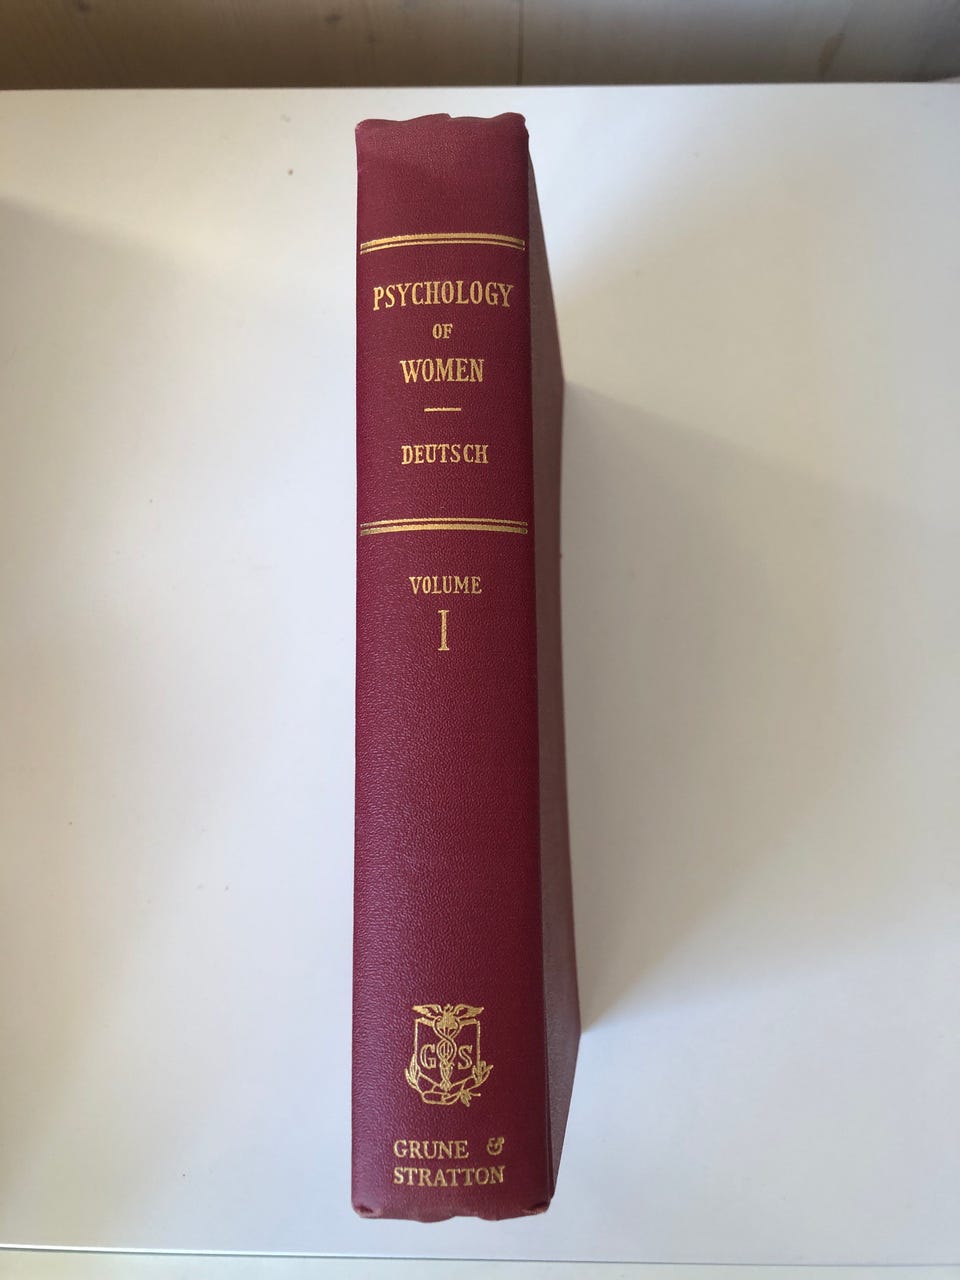 PSYCHOLOGY
OF
WOMEN
DEUTSCH
VOLUME
I
G S
GRUNE &
STRATTON